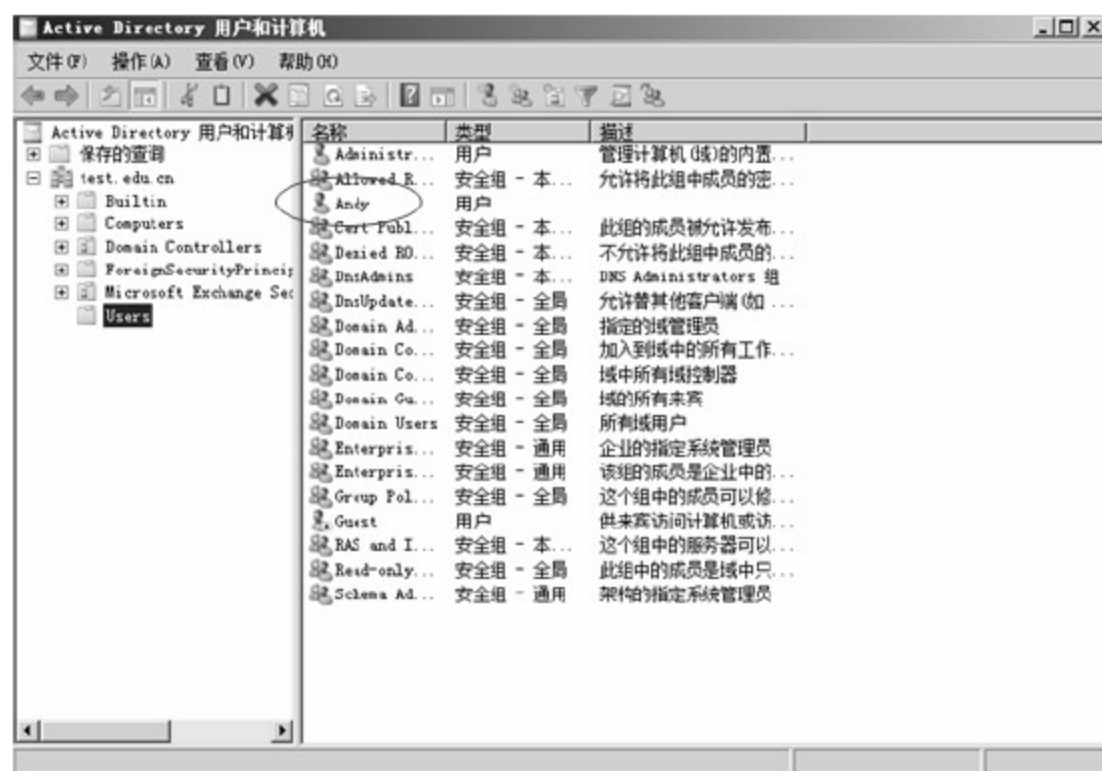 Active Directory 用户和计算机
文件(F) 操作(A) 查看(V) 帮助(H)
Active Directory 用户和计算机
保存的查询
test.edu.cn
Builtin
Computers
Domain Controllers
ForeignSecurityPrincip
Microsoft Exchange Sec
Users
名称 类型 描述
Administr... 用户 管理计算机(域)的内置...
Allowed R... 安全组 - 本... 允许将此组中成员的密...
Andy 用户
Cert Publ... 安全组 - 本... 此组的成员被允许发布...
Denied RO... 安全组 - 本... 不允许将此组中成员的...
DnsAdmins 安全组 - 本... DNS Administrators 组
DnsUpdate... 安全组 - 全局 允许替其他客户端(如 ...
Domain Ad... 安全组 - 全局 指定的域管理员
Domain Co... 安全组 - 全局 加入到域中的所有工作...
Domain Co... 安全组 - 全局 域中所有域控制器
Domain Gu... 安全组 - 全局 域的所有来宾
Domain Users 安全组 - 全局 所有域用户
Enterpris... 安全组 - 通用 企业的指定系统管理员
Enterpris... 安全组 - 通用 该组的成员是企业中的...
Group Pol... 安全组 - 全局 这个组中的成员可以修...
Guest 用户 供来宾访问计算机或访...
RAS and I... 安全组 - 本... 这个组中的服务器可以...
Read-only... 安全组 - 全局 此组中的成员是域中只...
Schema Ad... 安全组 - 通用 架构的指定系统管理员